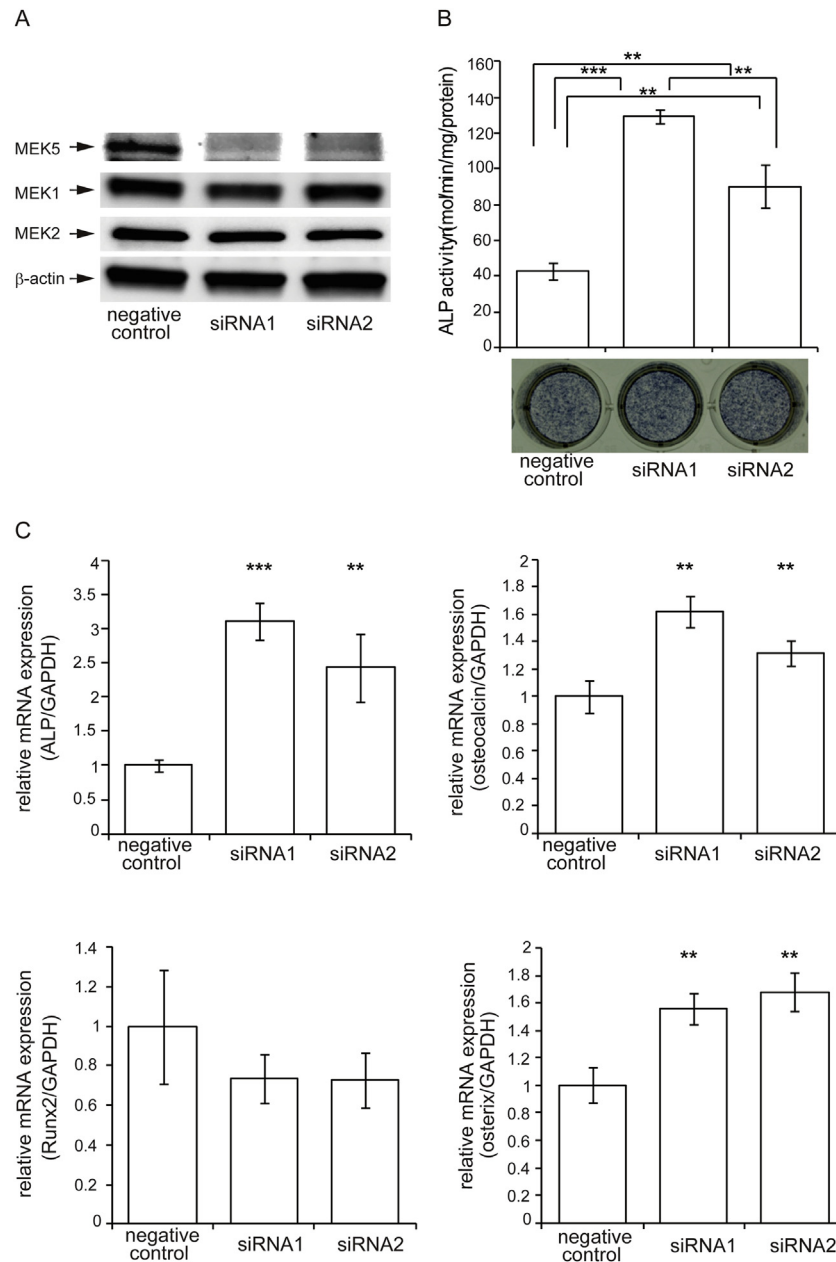 A
MEK5
MEK1
MEK2
β-actin
negative
control
siRNA1
siRNA2
B
**
***
**
**
ALP activityr(mol/min/mg/protein)
160
140
120
100
80
60
40
20
0
negative
control
siRNA1
siRNA2
C
relative mRNA expression
(ALP/GAPDH)
4
3.5
3
2.5
2
1.5
1
0.5
0
***
**
negative
control
siRNA1
siRNA2
relative mRNA expression
(osteocalcin/GAPDH)
2
1.8
1.6
1.4
1.2
1
0.8
0.6
0.4
0.2
0
**
**
negative
control
siRNA1
siRNA2
relative mRNA expression
(Runx2/GAPDH)
1.4
1.2
1
0.8
0.6
0.4
0.2
0
negative
control
siRNA1
siRNA2
relative mRNA expression
(osterix/GAPDH)
2
1.8
1.6
1.4
1.2
1
0.8
0.6
0.4
0.2
0
**
**
negative
control
siRNA1
siRNA2